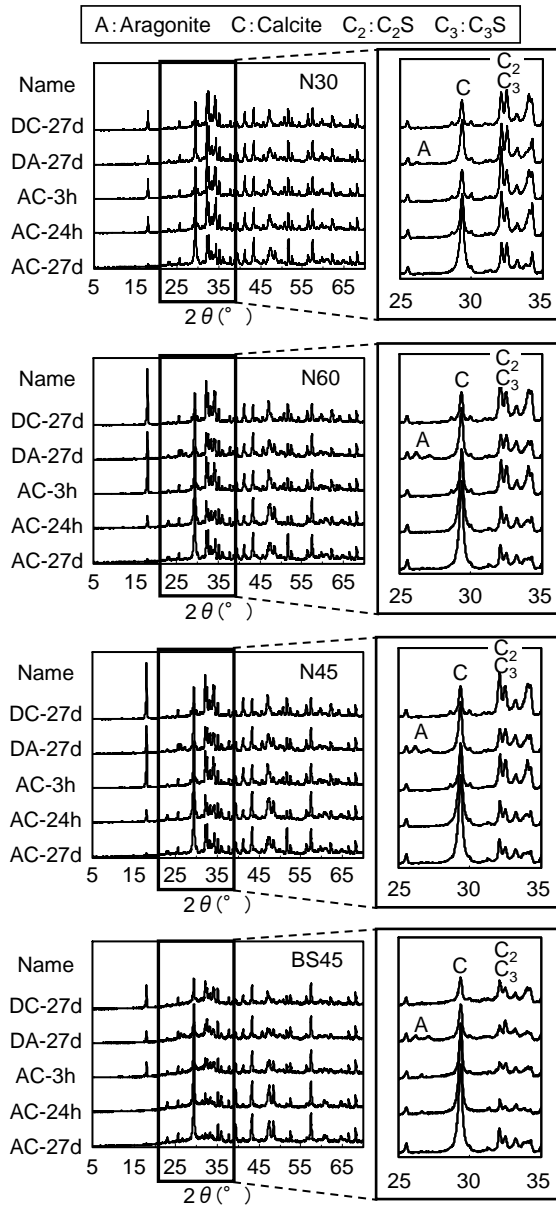 A:Aragonite C:Calcite C₂:C₂S C₃:C₃S
Name
N30
DC-27d
DA-27d
AC-3h
AC-24h
AC-27d
5 15 25 35 45 55 65
2θ(°)
C
C₂
C₃
A
25 30 35
Name
N60
DC-27d
DA-27d
AC-3h
AC-24h
AC-27d
5 15 25 35 45 55 65
2θ(°)
C
C₂
C₃
A
25 30 35
Name
N45
DC-27d
DA-27d
AC-3h
AC-24h
AC-27d
5 15 25 35 45 55 65
2θ(°)
C
C₂
C₃
A
25 30 35
Name
BS45
DC-27d
DA-27d
AC-3h
AC-24h
AC-27d
5 15 25 35 45 55 65
2θ(°)
C
C₂
C₃
A
25 30 35